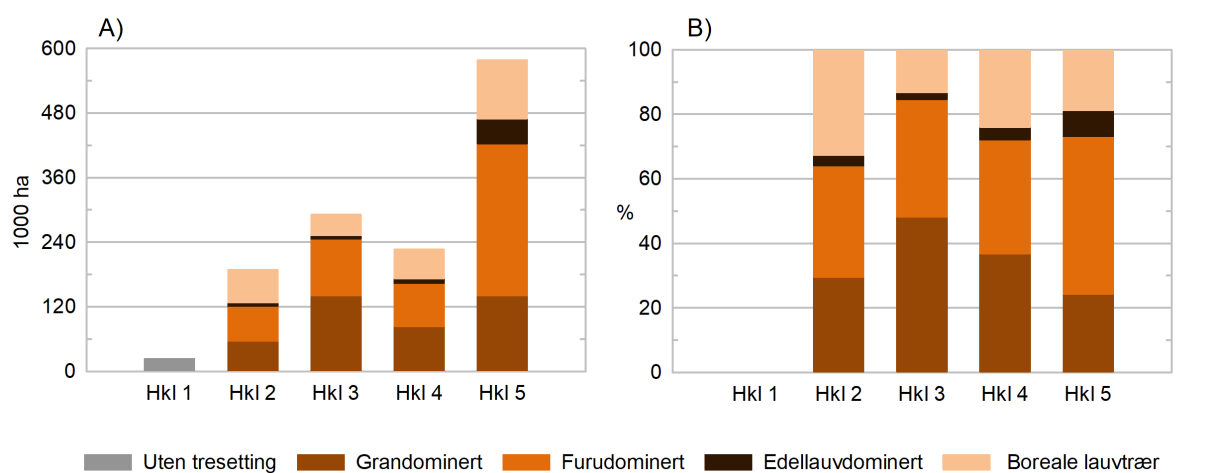 A)
600
480
360
240
120
0
1000 ha
Hkl 1 Hkl 2 Hkl 3 Hkl 4 Hkl 5
B)
100
80
60
40
20
0
%
Hkl 1 Hkl 2 Hkl 3 Hkl 4 Hkl 5
Uten tresetting Grandominert Furudominert Edellauvdominert Boreale lauvtrær